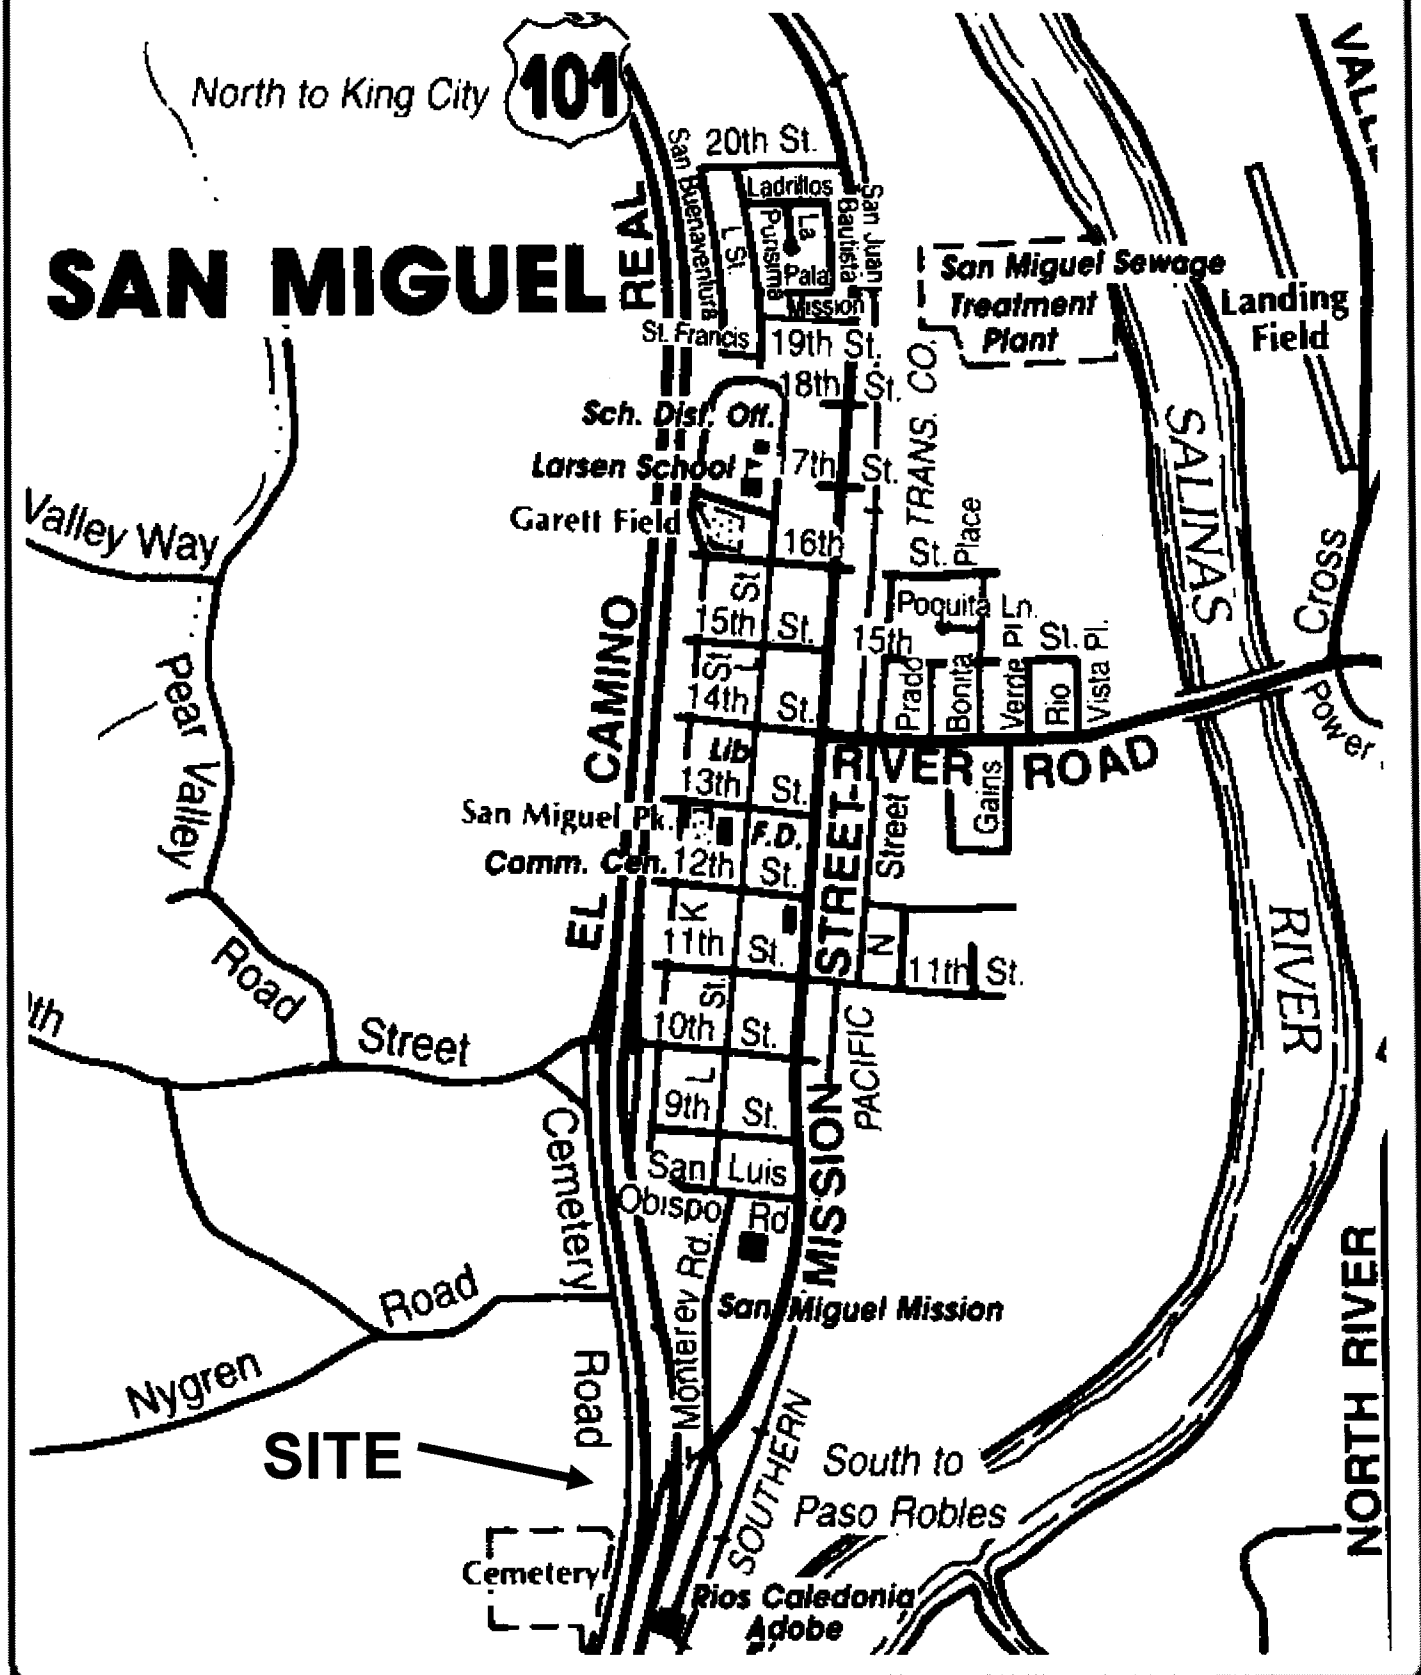 North to King City
101
VALL
20th St.
San Buenaventura
L St.
Ladrillos
Purisima
La
Pala
Bautista
San Juan
Mission
REAL
SAN MIGUEL
San Miguel Sewage
Treatment
Plant
Landing
Field
St. Francis
19th St.
18th St.
Sch. Dist. Off.
Larsen School
7th St.
Garett Field
16th St.
TRANS. CO.
Place
SALINAS
Valley Way
St
15th St.
15th St.
Poquita Ln.
Cross
CAMINO
St L
14th St.
Prado
Bonita
Verde Pl
Rio
Vista Pl.
Power
Pear Valley
Lib
13th St.
RIVER ROAD
San Miguel Pk.
F.D.
Street
Gains
Comm. Cen.
12th St.
STREET
EL
K
11th St.
N
11th St.
RIVER
Road
St.
th Street
10th St.
PACIFIC
L
9th St.
Cemetery
San Luis
Obispo Rd
MISSION
Monterey Rd.
San Miguel Mission
Road
NORTH RIVER
Nygren
Road
SITE
SOUTHERN
South to
Paso Robles
Cemetery
Rios Caledonia
Adobe